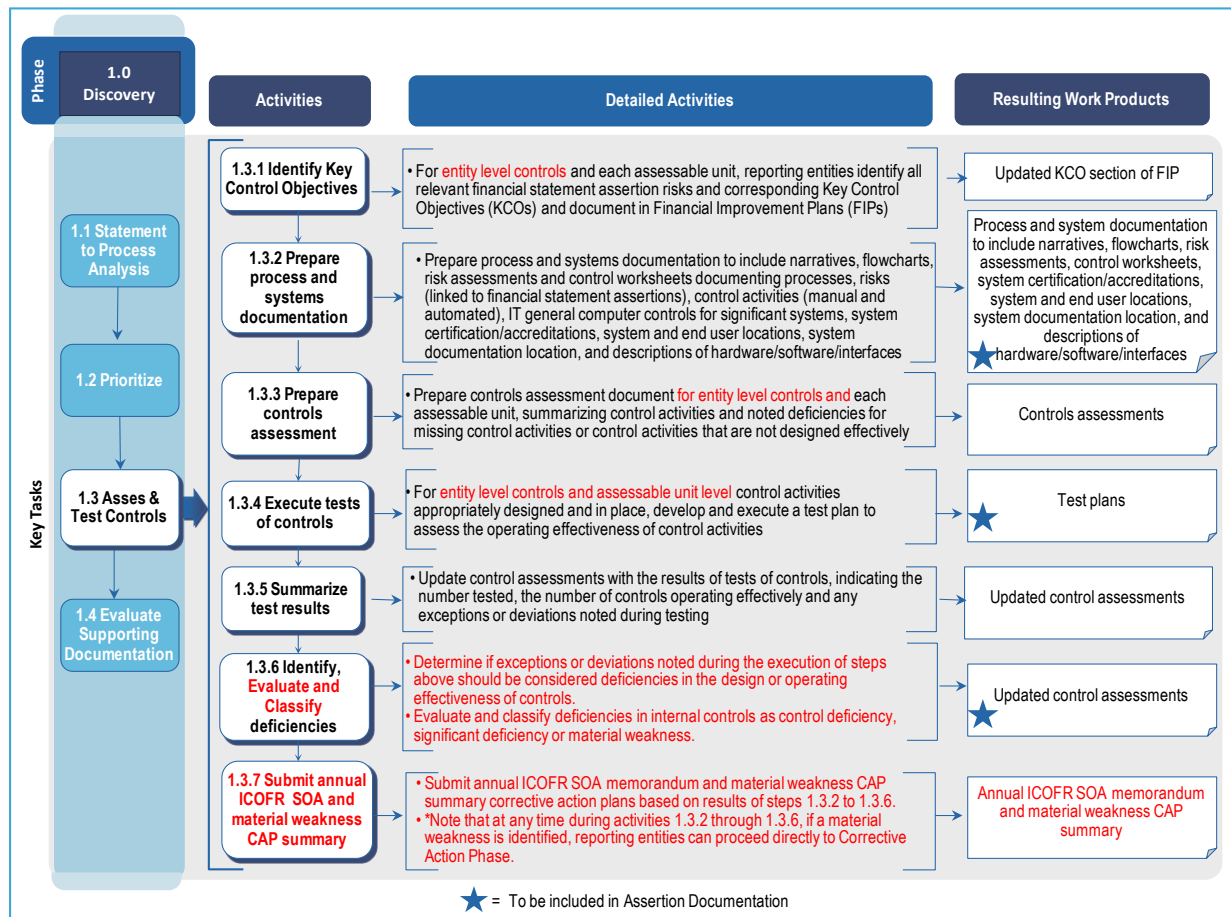 Phase
1.0
Discovery
Activities
Detailed Activities
Resulting Work Products
Key Tasks
1.1 Statement
to Process
Analysis
1.2 Prioritize
1.3 Asses &
Test Controls
1.4 Evaluate
Supporting
Documentation
1.3.1 Identify Key
Control Objectives
• For entity level controls and each assessable unit, reporting entities identify all
relevant financial statement assertion risks and corresponding Key Control
Objectives (KCOs) and document in Financial Improvement Plans (FIPs)
Updated KCO section of FIP
1.3.2 Prepare
process and
systems
documentation
• Prepare process and systems documentation to include narratives, flowcharts,
risk assessments and control worksheets documenting processes, risks
(linked to financial statement assertions), control activities (manual and
automated), IT general computer controls for significant systems, system
certification/accreditations, system and end user locations, system
documentation location, and descriptions of hardware/software/interfaces
Process and system documentation
to include narratives, flowcharts, risk
assessments, control worksheets,
system certification/accreditations,
system and end user locations,
system documentation location, and
descriptions of
hardware/software/interfaces
1.3.3 Prepare
controls
assessment
• Prepare controls assessment document for entity level controls and each
assessable unit, summarizing control activities and noted deficiencies for
missing control activities or control activities that are not designed effectively
Controls assessments
1.3.4 Execute tests
of controls
• For entity level controls and assessable unit level control activities
appropriately designed and in place, develop and execute a test plan to
assess the operating effectiveness of control activities
Test plans
1.3.5 Summarize
test results
• Update control assessments with the results of tests of controls, indicating the
number tested, the number of controls operating effectively and any
exceptions or deviations noted during testing
Updated control assessments
1.3.6 Identify,
Evaluate and
Classify
deficiencies
• Determine if exceptions or deviations noted during the execution of steps
above should be considered deficiencies in the design or operating
effectiveness of controls.
• Evaluate and classify deficiencies in internal controls as control deficiency,
significant deficiency or material weakness.
Updated control assessments
1.3.7 Submit annual
ICOFR SOA and
material weakness
CAP summary
• Submit annual ICOFR SOA memorandum and material weakness CAP
summary corrective action plans based on results of steps 1.3.2 to 1.3.6.
• *Note that at any time during activities 1.3.2 through 1.3.6, if a material
weakness is identified, reporting entities can proceed directly to Corrective
Action Phase.
Annual ICOFR SOA memorandum
and material weakness CAP
summary
= To be included in Assertion Documentation